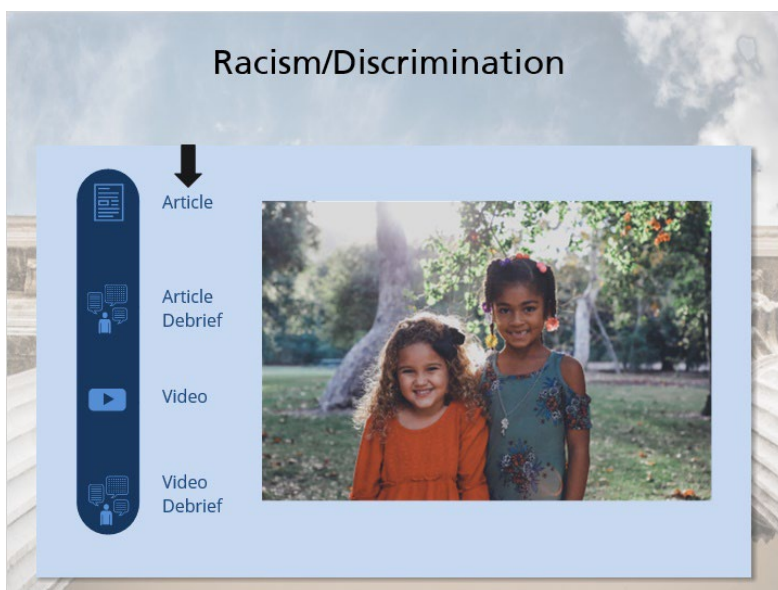 Racism/Discrimination
Article
Article
Debrief
Video
Video
Debrief